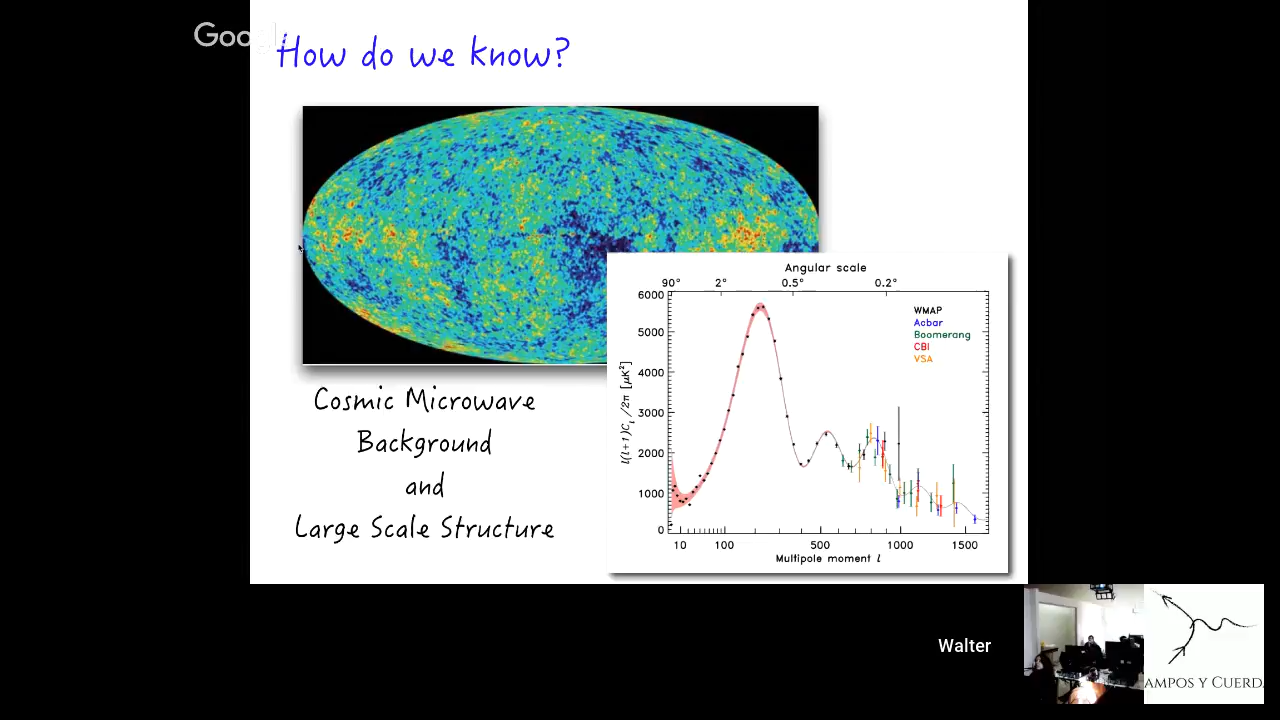 Google
How do we know?
Angular scale
90° 2° 0.5° 0.2°
6000
5000
4000
3000
2000
1000
0
l(l+1)Cl/2π [μK²]
WMAP
Acbar
Boomerang
CBI
VSA
10 100 500 1000 1500
Multipole moment l
Cosmic Microwave
Background
and
Large Scale Structure
Walter
AMPOS Y CUERD